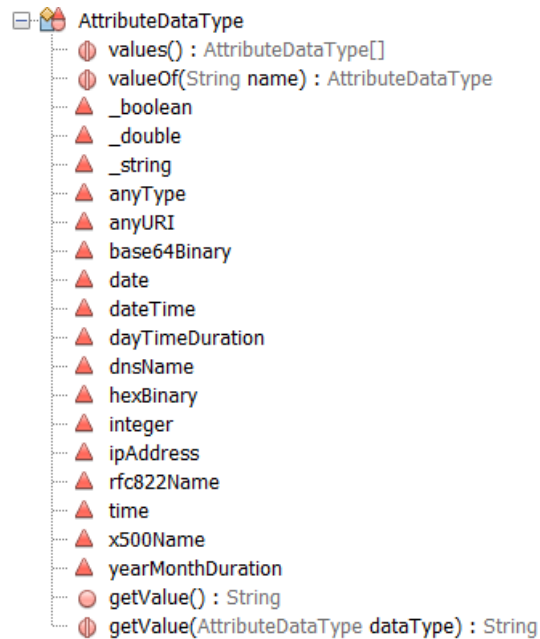 AttributeDataType
values() : AttributeDataType[]
valueOf(String name) : AttributeDataType
_boolean
_double
_string
anyType
anyURI
base64Binary
date
dateTime
dayTimeDuration
dnsName
hexBinary
integer
ipAddress
rfc822Name
time
x500Name
yearMonthDuration
getValue() : String
getValue(AttributeDataType dataType) : String